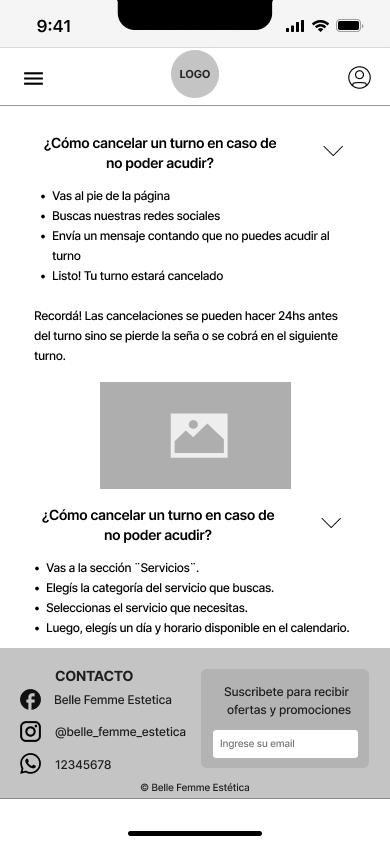 9:41
LOGO
¿Cómo cancelar un turno en caso de
no poder acudir?
• Vas al pie de la página
• Buscas nuestras redes sociales
• Envía un mensaje contando que no puedes acudir al
turno
• Listo! Tu turno estará cancelado
Recordá! Las cancelaciones se pueden hacer 24hs antes
del turno sino se pierde la seña o se cobrá en el siguiente
turno.
¿Cómo cancelar un turno en caso de
no poder acudir?
• Vas a la sección ¨Servicios¨.
• Elegís la categoría del servicio que buscas.
• Seleccionas el servicio que necesitas.
• Luego, elegís un día y horario disponible en el calendario.
CONTACTO
Belle Femme Estetica
@belle_femme_estetica
12345678
Suscribete para recibir
ofertas y promociones
Ingrese su email
© Belle Femme Estética